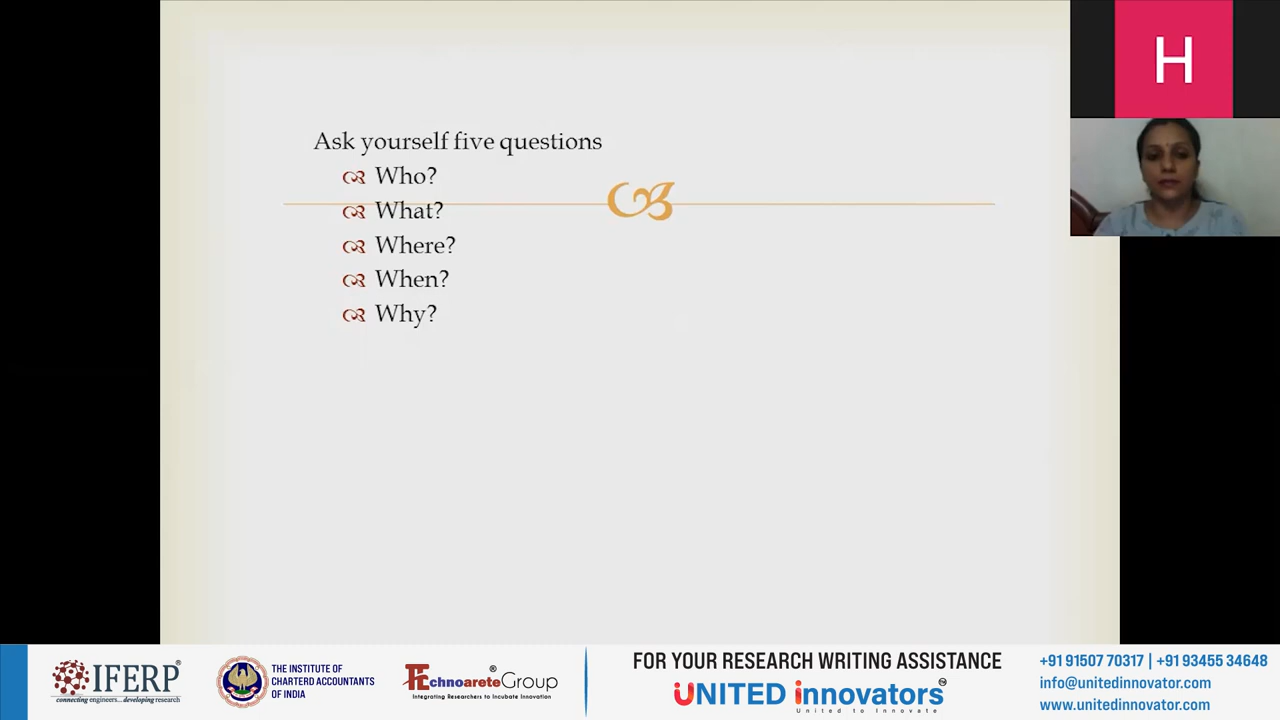 H
Ask yourself five questions
Who?
What?
Where?
When?
Why?
IFERP®
connecting engineers... developing research
THE INSTITUTE OF
CHARTED ACCOUNTANTS
OF INDIA
TEchnoareteGroup®
Integrating Researchers to Incubate Innovation
FOR YOUR RESEARCH WRITING ASSISTANCE
UNITED innovators™
United to Innovate
+91 91507 70317 | +91 93455 34648
info@unitedinnovator.com
www.unitedinnovator.com